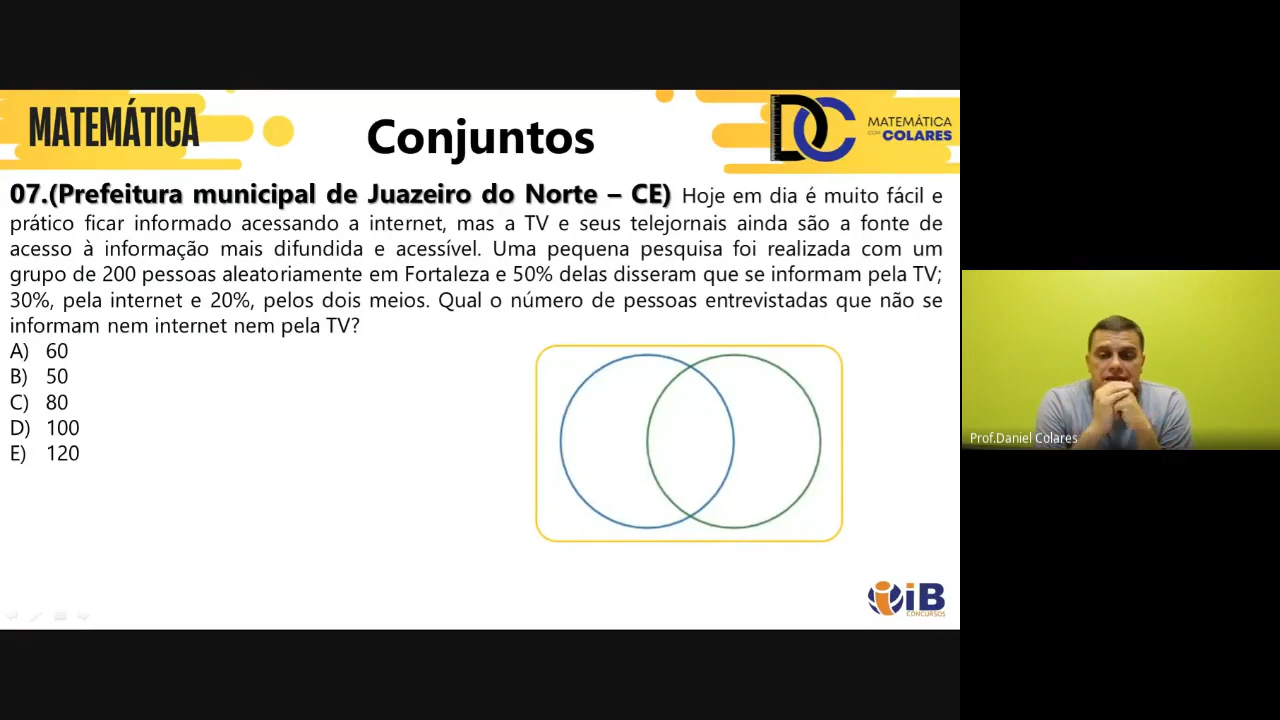 MATEMÁTICA
Conjuntos
DC
MATEMÁTICA
COM COLARES
07.(Prefeitura municipal de Juazeiro do Norte – CE) Hoje em dia é muito fácil e
prático ficar informado acessando a internet, mas a TV e seus telejornais ainda são a fonte de
acesso à informação mais difundida e acessível. Uma pequena pesquisa foi realizada com um
grupo de 200 pessoas aleatoriamente em Fortaleza e 50% delas disseram que se informam pela TV;
30%, pela internet e 20%, pelos dois meios. Qual o número de pessoas entrevistadas que não se
informam nem internet nem pela TV?
A) 60
B) 50
C) 80
D) 100
E) 120
Prof.Daniel Colares
iB
CONCURSOS